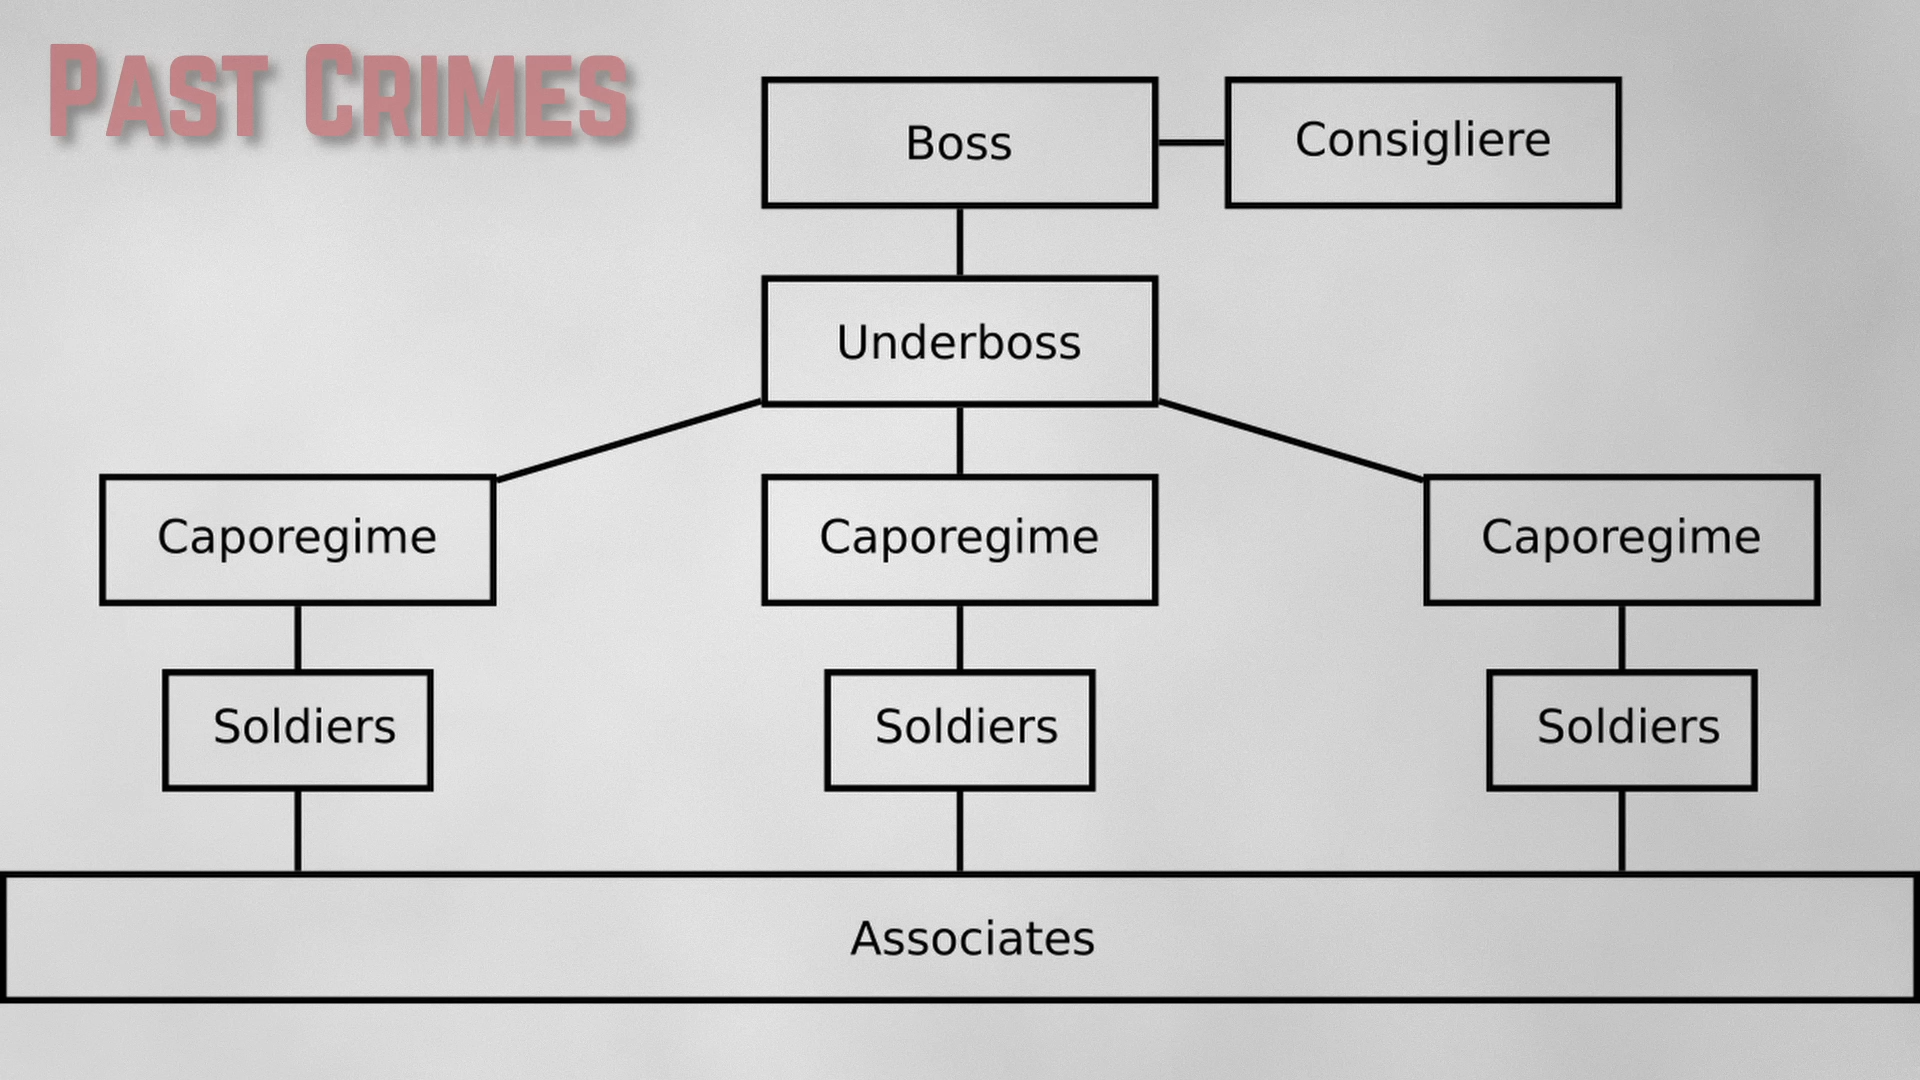 PAST CRIMES
Boss
Consigliere
Underboss
Caporegime
Caporegime
Caporegime
Soldiers
Soldiers
Soldiers
Associates